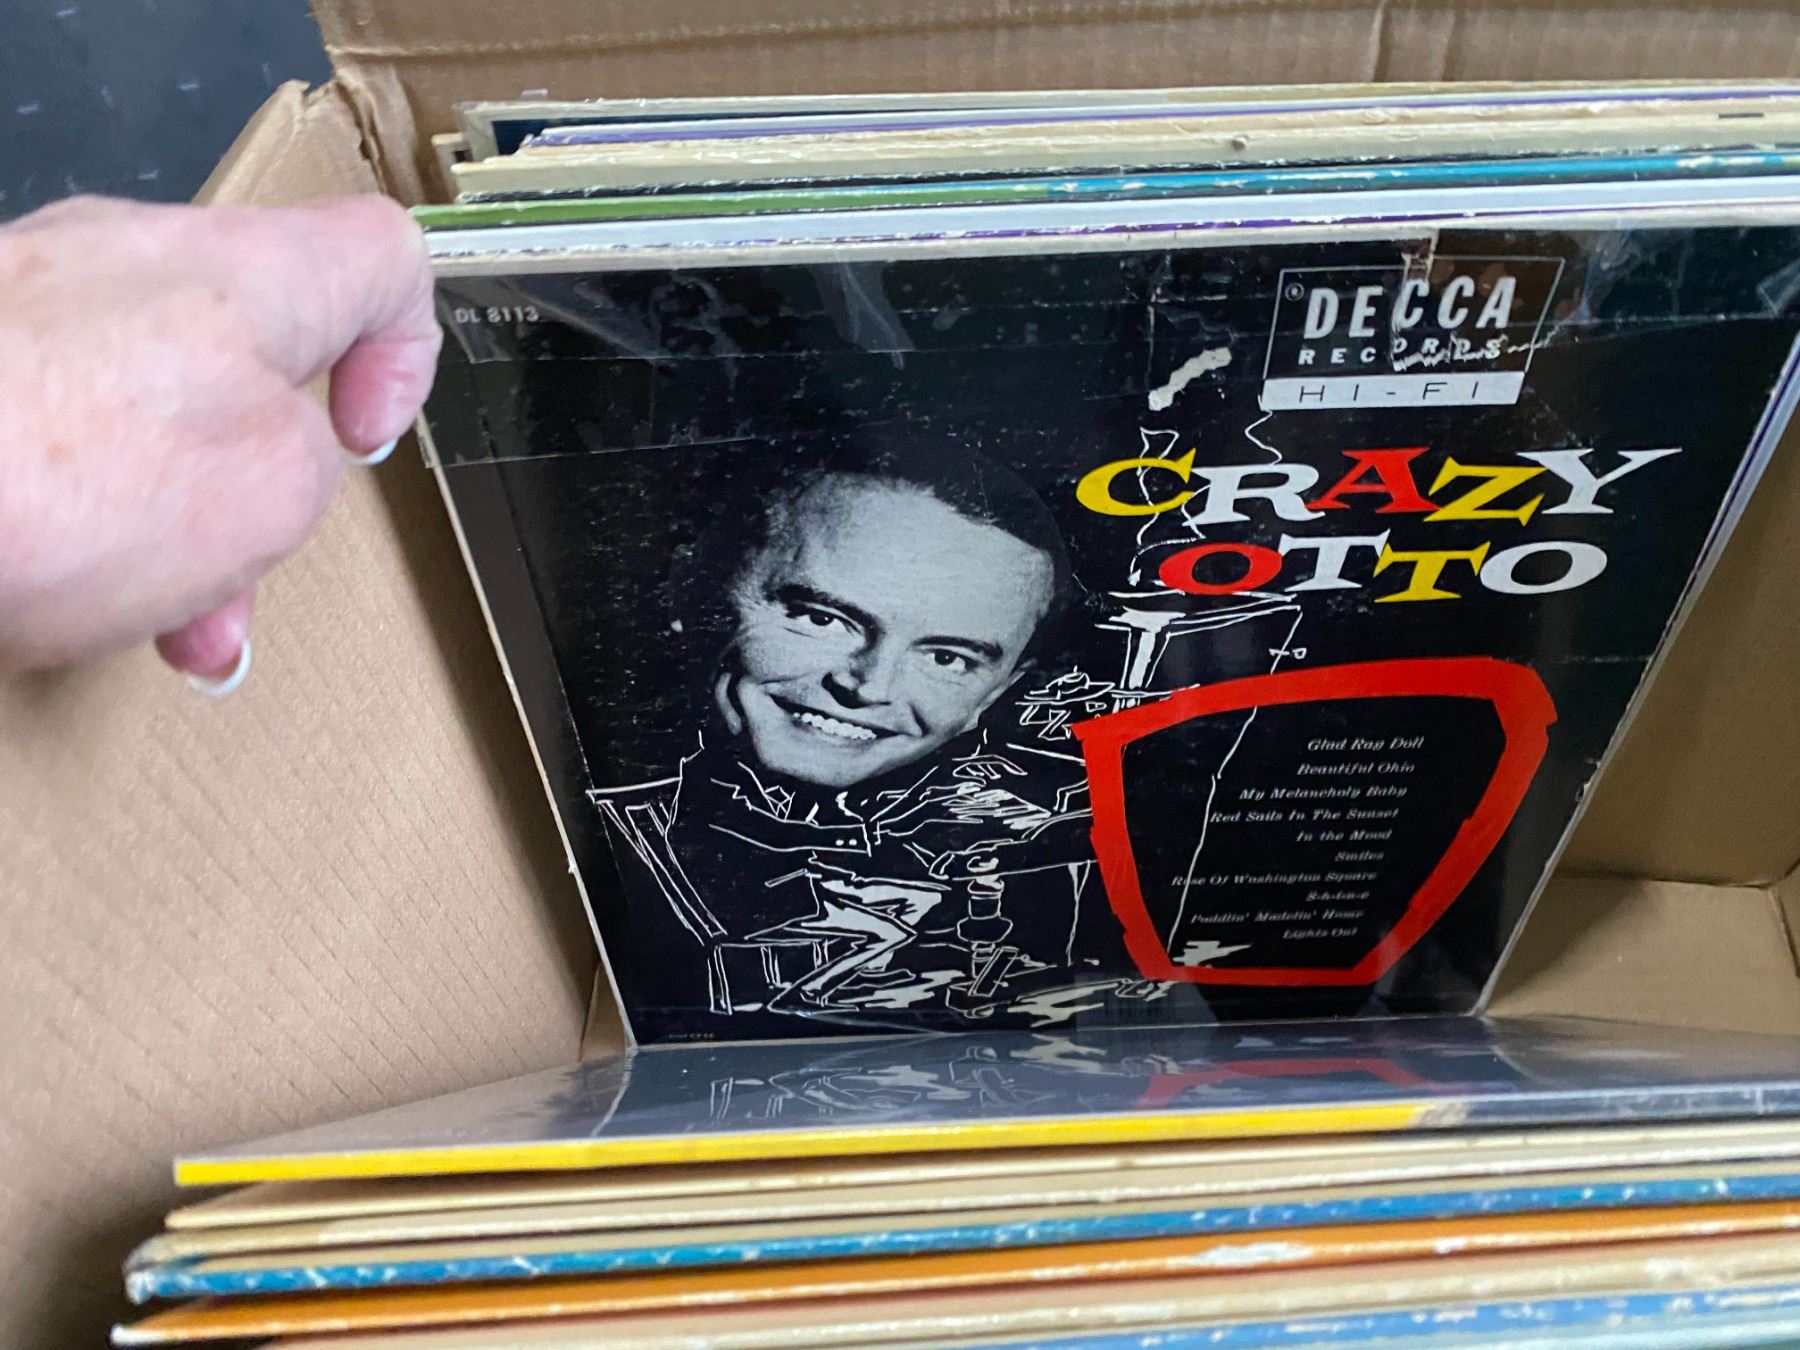 DL 8113
® DECCA
RECORDS
HI-FI
CRAZY
OTTO
Glad Rag Doll
Beautiful Ohio
My Melancholy Baby
Red Sails In The Sunset
In the Mood
Smiles
Rose Of Washington Square
S-h-i-n-e
Paddlin' Madelin' Home
Lights Out